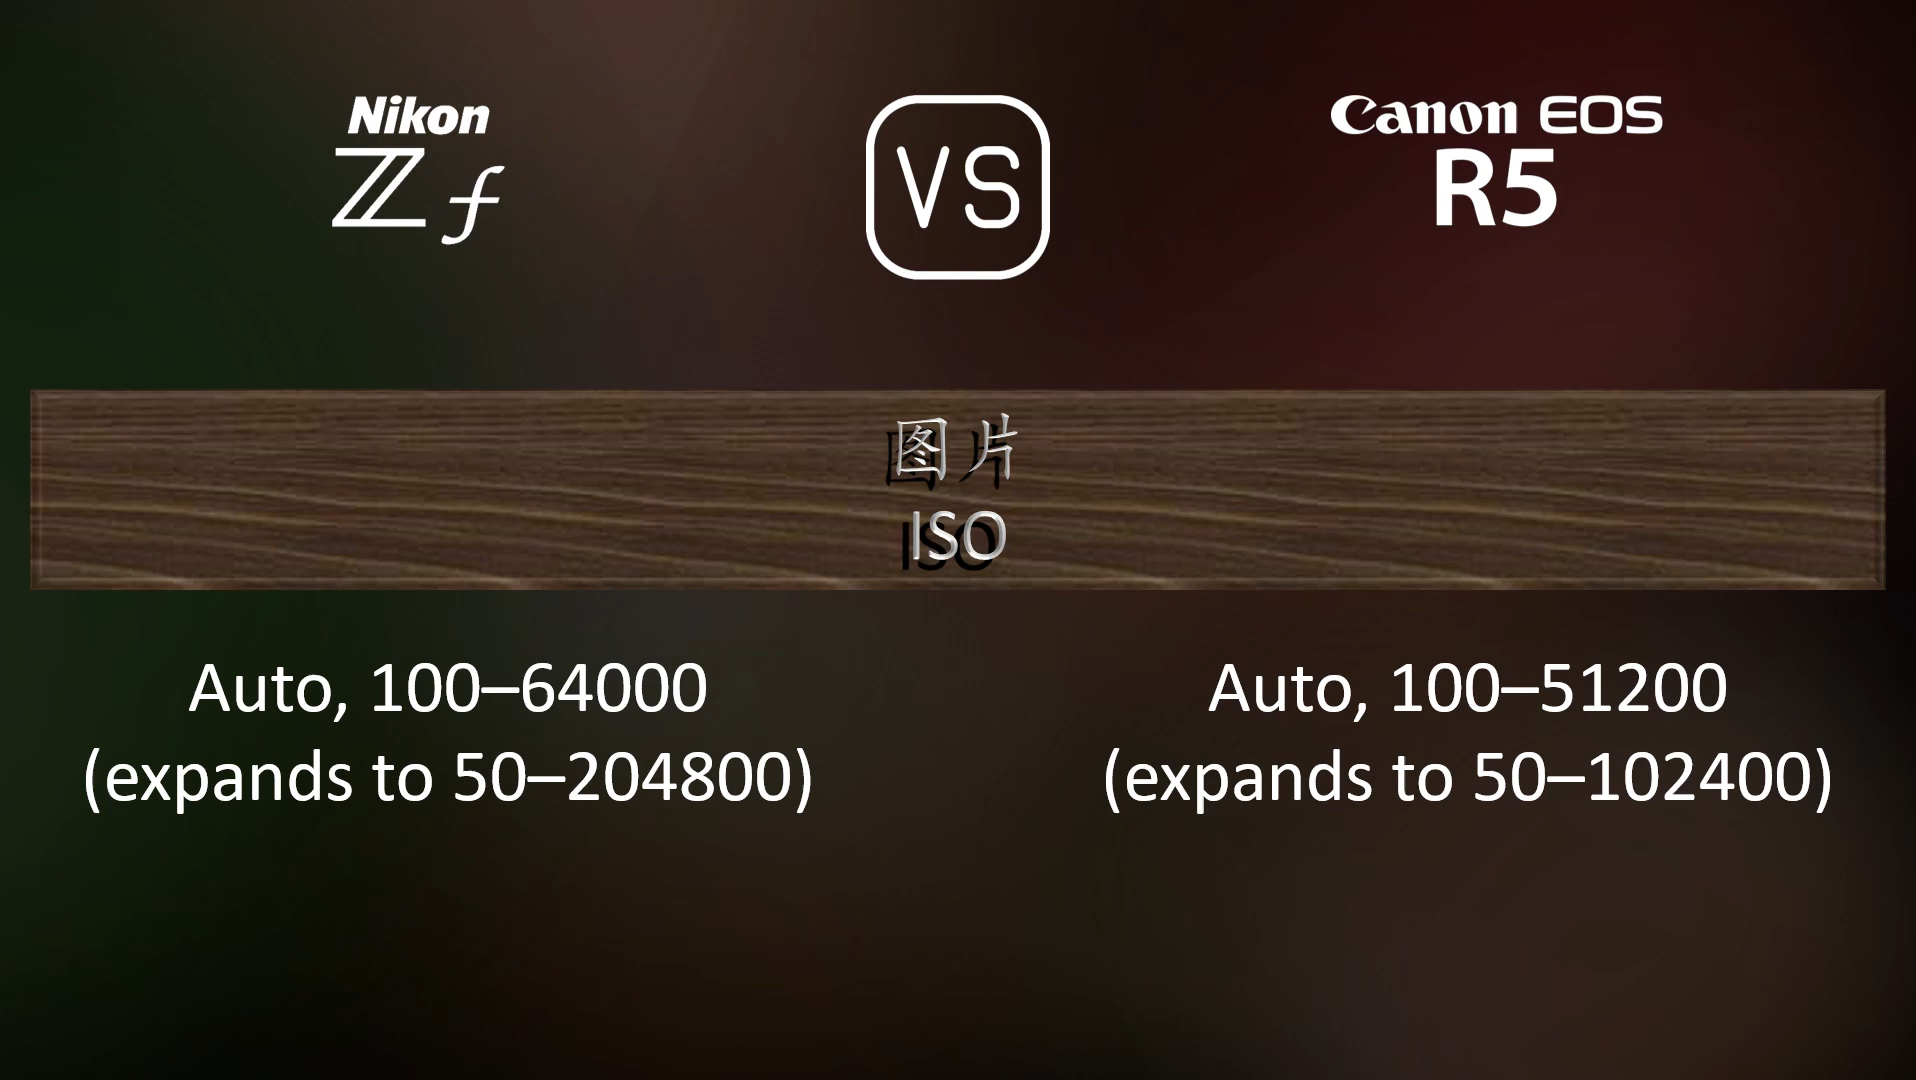 Nikon
Z f
VS
Canon EOS
R5
图片
ISO
Auto, 100–64000
(expands to 50–204800)
Auto, 100–51200
(expands to 50–102400)